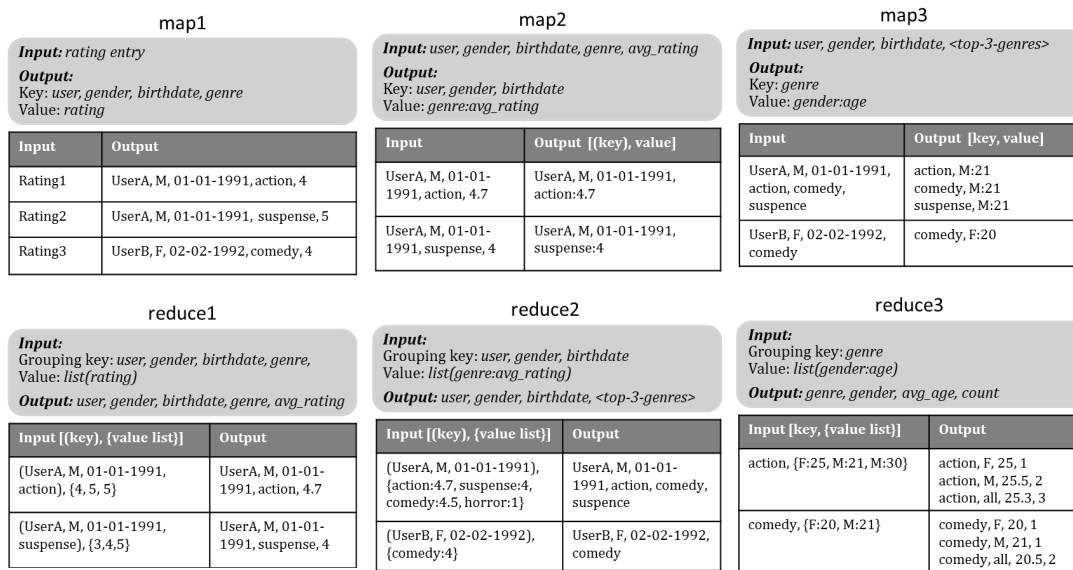 map1
Input: rating entry
Output:
Key: user, gender, birthdate, genre
Value: rating
Input Output
Rating1 UserA, M, 01-01-1991, action, 4
Rating2 UserA, M, 01-01-1991, suspense, 5
Rating3 UserB, F, 02-02-1992, comedy, 4
map2
Input: user, gender, birthdate, genre, avg_rating
Output:
Key: user, gender, birthdate
Value: genre:avg_rating
Input Output [(key), value]
UserA, M, 01-01- UserA, M, 01-01-1991,
1991, action, 4.7 action:4.7
UserA, M, 01-01- UserA, M, 01-01-1991,
1991, suspense, 4 suspense:4
map3
Input: user, gender, birthdate, <top-3-genres>
Output:
Key: genre
Value: gender:age
Input Output [key, value]
UserA, M, 01-01-1991, action, M:21
action, comedy, comedy, M:21
suspence suspense, M:21
UserB, F, 02-02-1992, comedy, F:20
comedy
reduce1
Input:
Grouping key: user, gender, birthdate, genre,
Value: list(rating)
Output: user, gender, birthdate, genre, avg_rating
Input [(key), {value list}] Output
(UserA, M, 01-01-1991, UserA, M, 01-01-
action), {4, 5, 5} 1991, action, 4.7
(UserA, M, 01-01-1991, UserA, M, 01-01-
suspense), {3,4,5} 1991, suspense, 4
reduce2
Input:
Grouping key: user, gender, birthdate
Value: list(genre:avg_rating)
Output: user, gender, birthdate, <top-3-genres>
Input [(key), {value list}] Output
(UserA, M, 01-01-1991), UserA, M, 01-01-
{action:4.7, suspense:4, 1991, action, comedy,
comedy:4.5, horror:1} suspence
(UserB, F, 02-02-1992), UserB, F, 02-02-1992,
{comedy:4} comedy
reduce3
Input:
Grouping key: genre
Value: list(gender:age)
Output: genre, gender, avg_age, count
Input [key, {value list}] Output
action, {F:25, M:21, M:30} action, F, 25, 1
action, M, 25.5, 2
action, all, 25.3, 3
comedy, {F:20, M:21} comedy, F, 20, 1
comedy, M, 21, 1
comedy, all, 20.5, 2